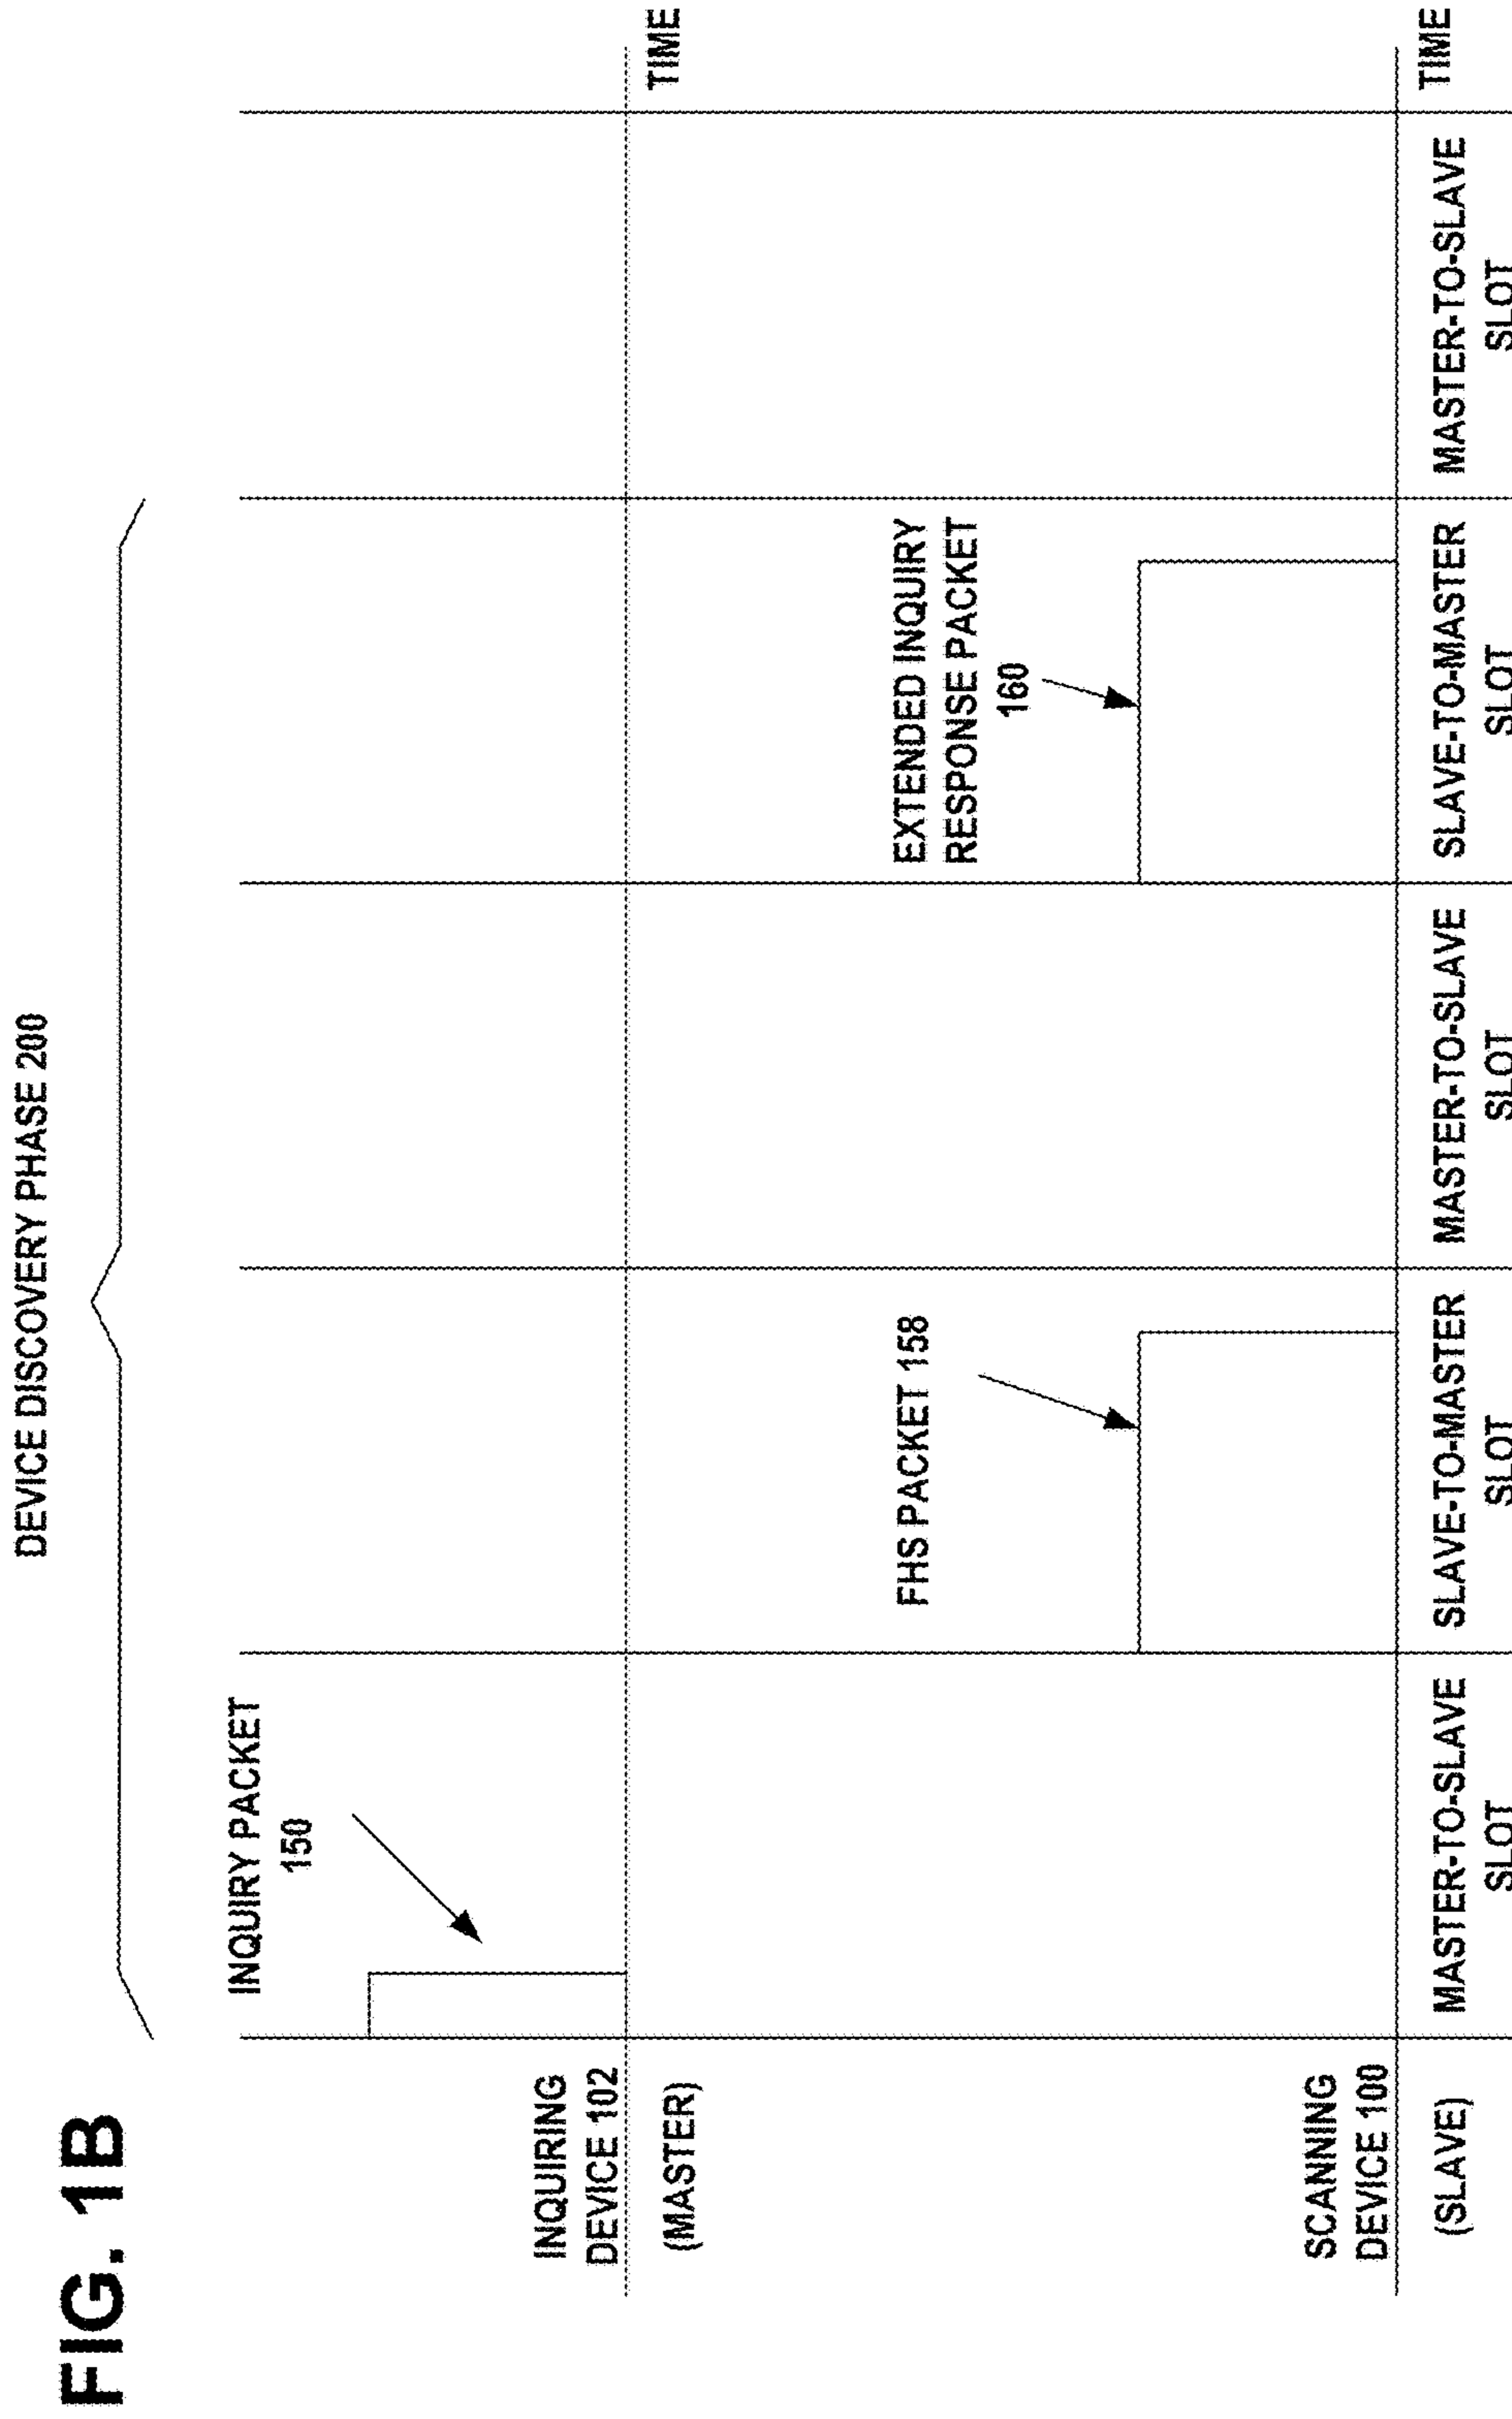 FIG. 1B
DEVICE DISCOVERY PHASE 200
INQUIRY PACKET
150
INQUIRING
DEVICE 102
(MASTER)
TIME
FHS PACKET 158
EXTENDED INQUIRY
RESPONSE PACKET
160
SCANNING
DEVICE 100
(SLAVE)
TIME
MASTER-TO-SLAVE
SLOT
SLAVE-TO-MASTER
SLOT
MASTER-TO-SLAVE
SLOT
SLAVE-TO-MASTER
SLOT
MASTER-TO-SLAVE
SLOT